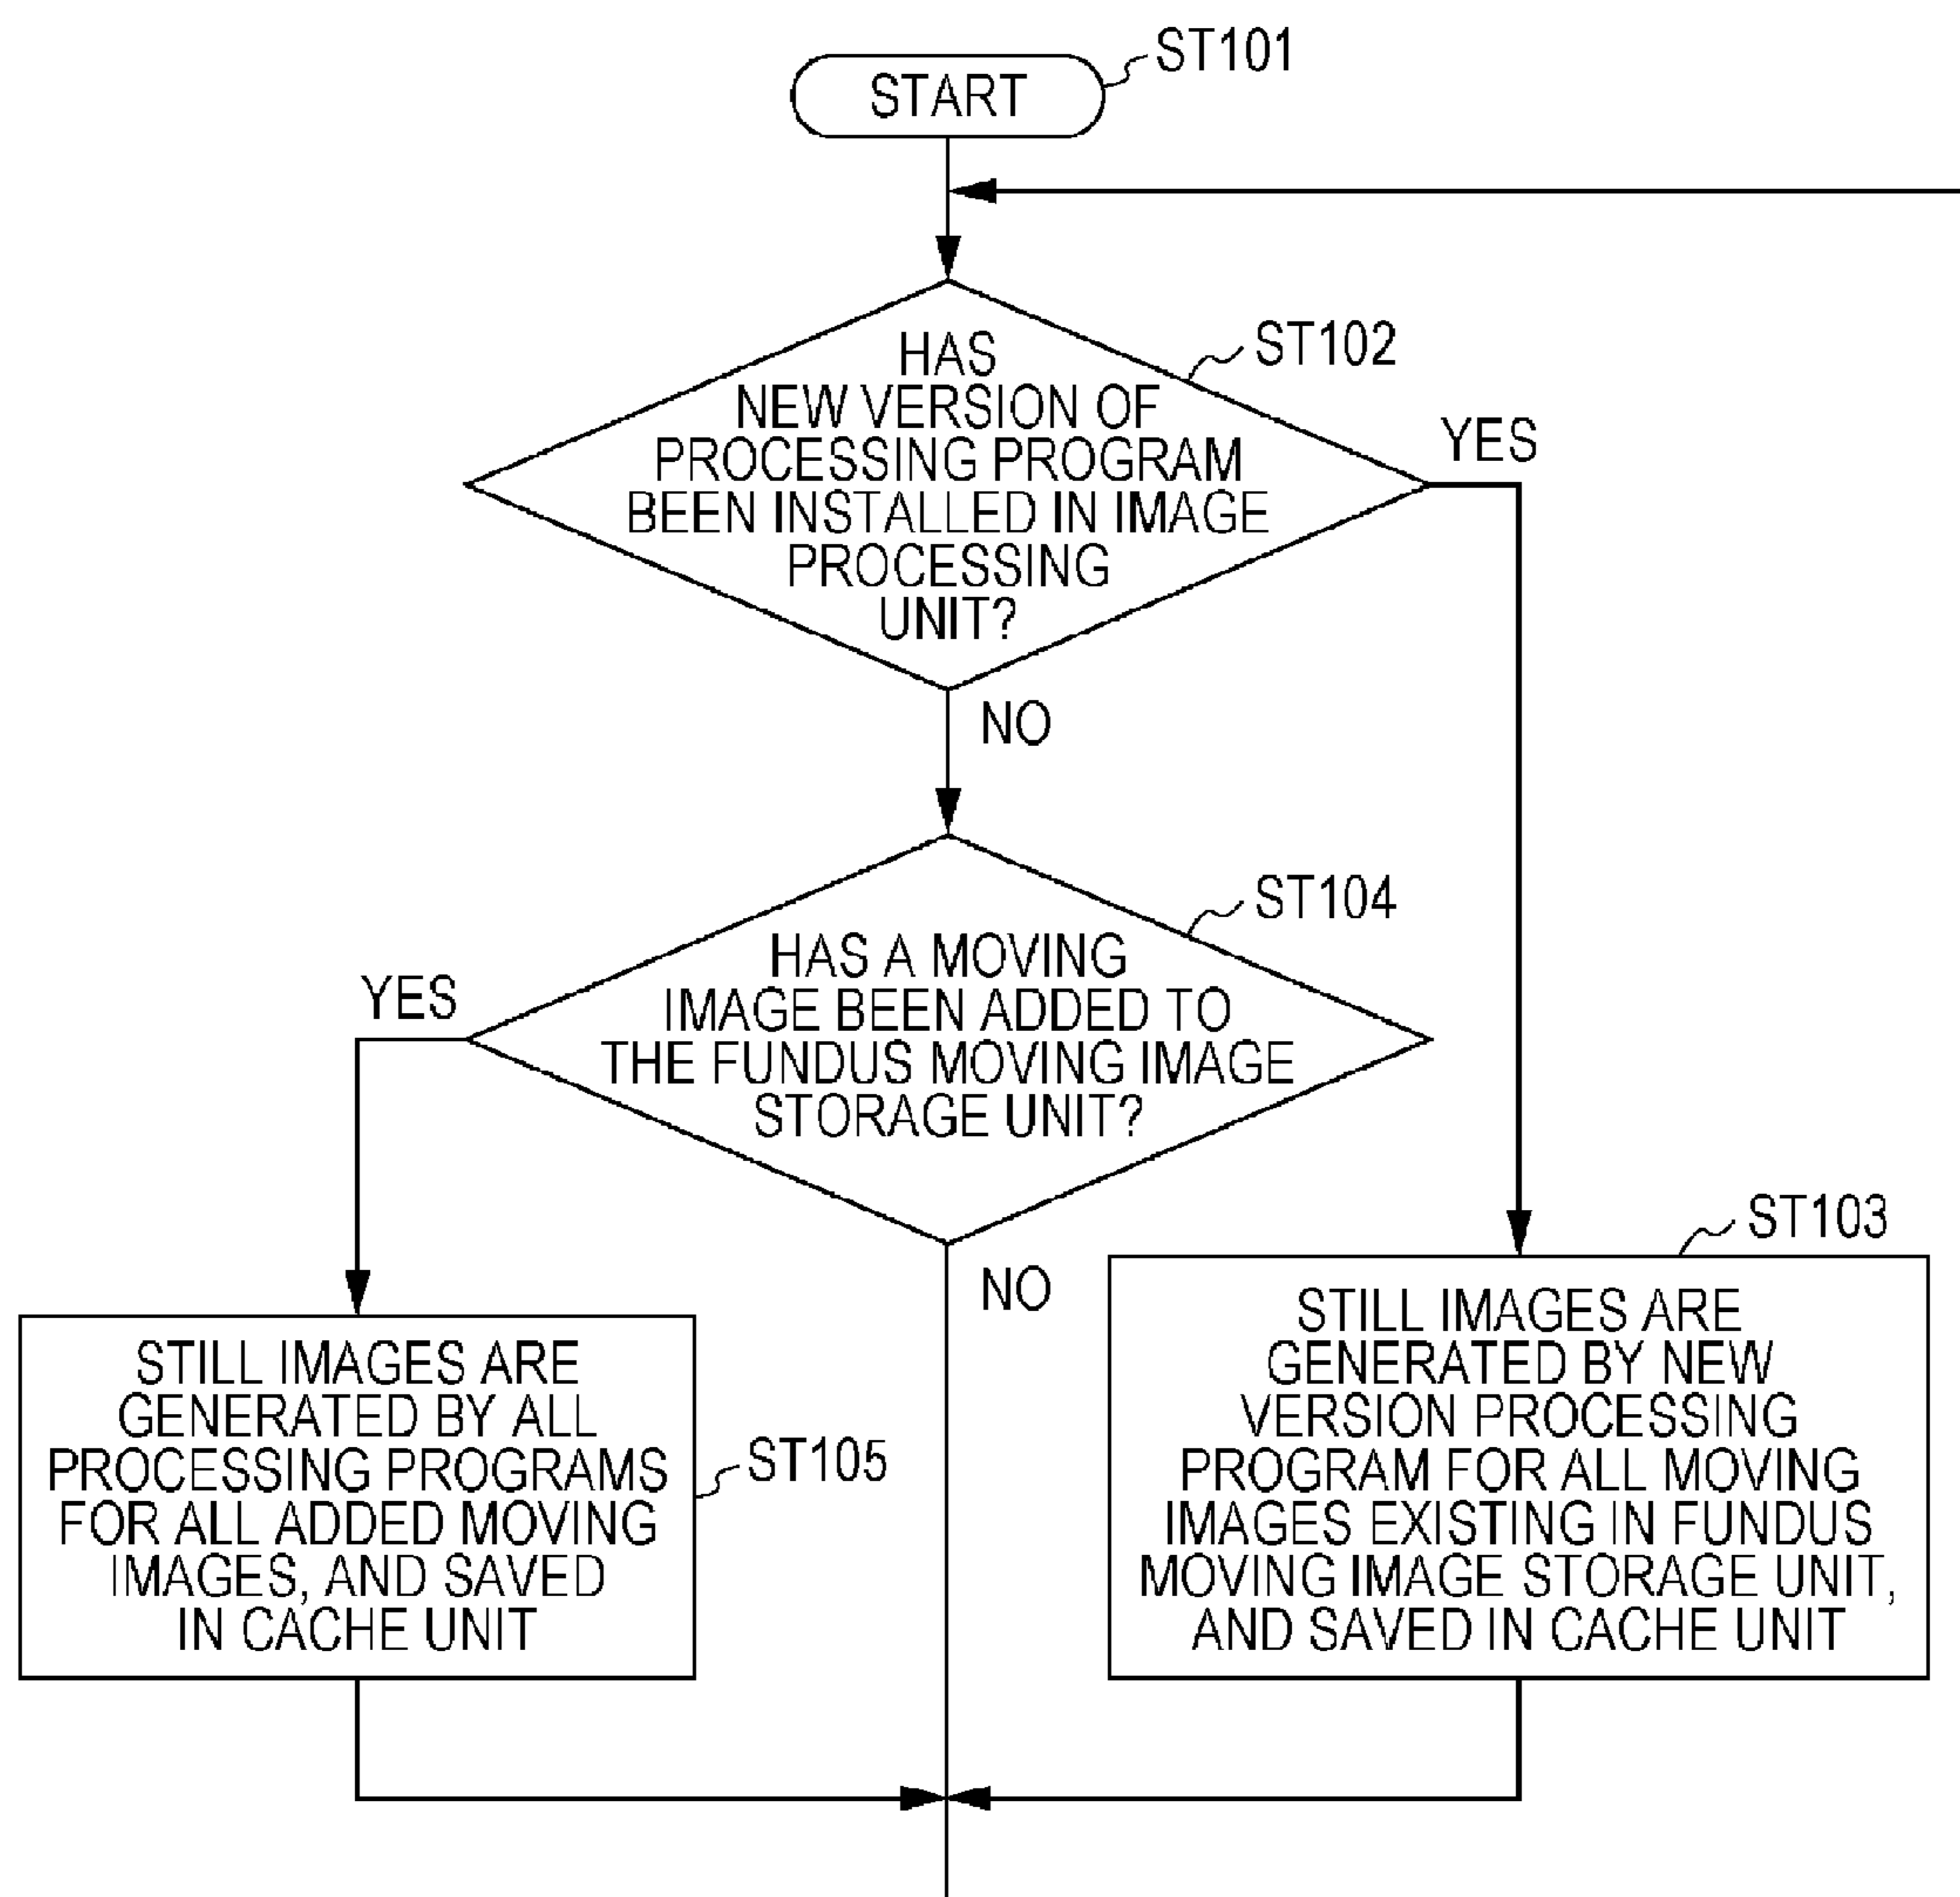 START
ST101
HAS
NEW VERSION OF
PROCESSING PROGRAM
BEEN INSTALLED IN IMAGE
PROCESSING
UNIT?
ST102
YES
NO
HAS A MOVING
IMAGE BEEN ADDED TO
THE FUNDUS MOVING IMAGE
STORAGE UNIT?
ST104
YES
NO
STILL IMAGES ARE
GENERATED BY ALL
PROCESSING PROGRAMS
FOR ALL ADDED MOVING
IMAGES, AND SAVED
IN CACHE UNIT
ST105
ST103
STILL IMAGES ARE
GENERATED BY NEW
VERSION PROCESSING
PROGRAM FOR ALL MOVING
IMAGES EXISTING IN FUNDUS
MOVING IMAGE STORAGE UNIT,
AND SAVED IN CACHE UNIT